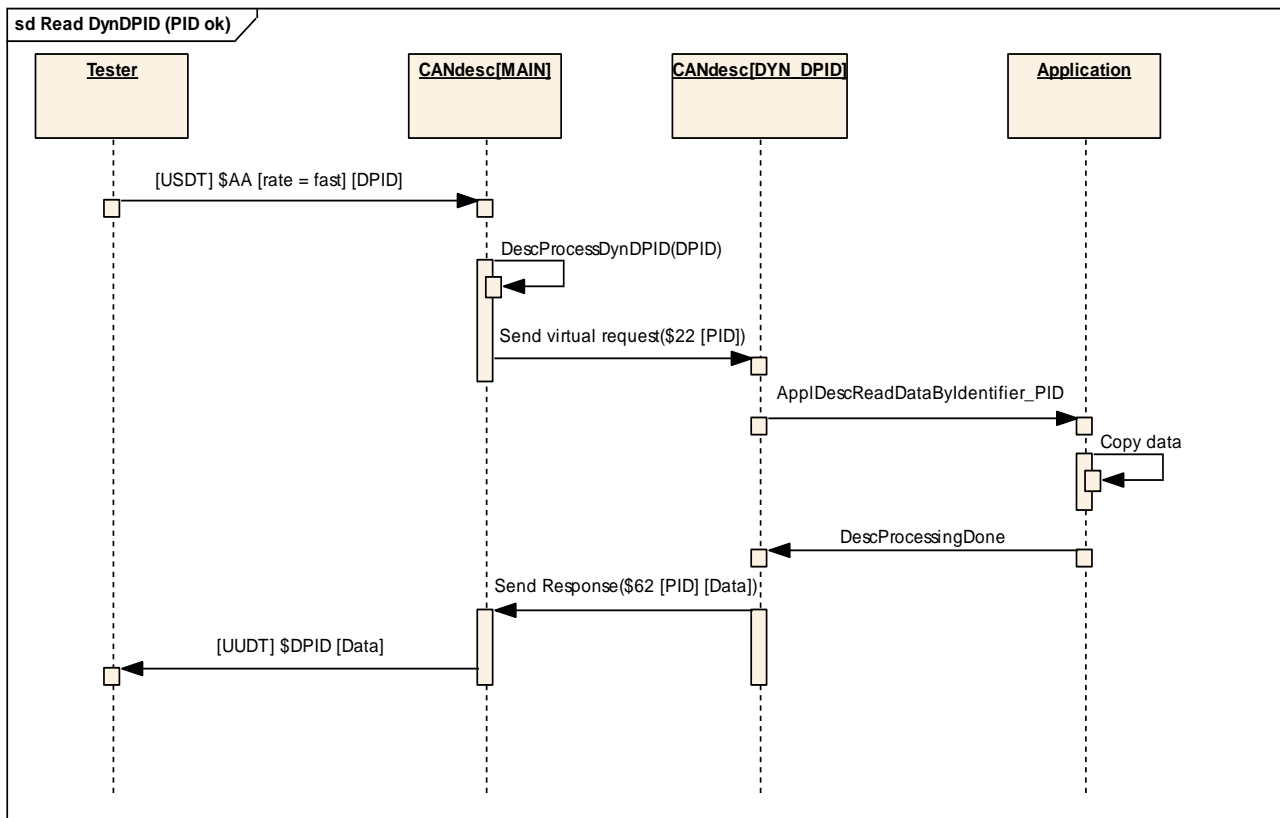 sd Read DynDPID (PID ok)
Tester
CANdesc[MAIN]
CANdesc[DYN_DPID]
Application
[USDT] $AA [rate = fast] [DPID]
DescProcessDynDPID(DPID)
Send virtual request($22 [PID])
ApplDescReadDataByIdentifier_PID
Copy data
DescProcessingDone
Send Response($62 [PID] [Data])
[UUDT] $DPID [Data]